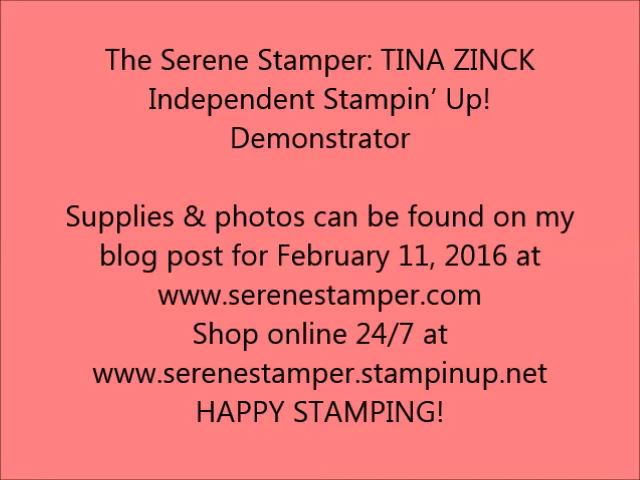 The Serene Stamper: TINA ZINCK
Independent Stampin’ Up!
Demonstrator
Supplies & photos can be found on my
blog post for February 11, 2016 at
www.serenestamper.com
Shop online 24/7 at
www.serenestamper.stampinup.net
HAPPY STAMPING!